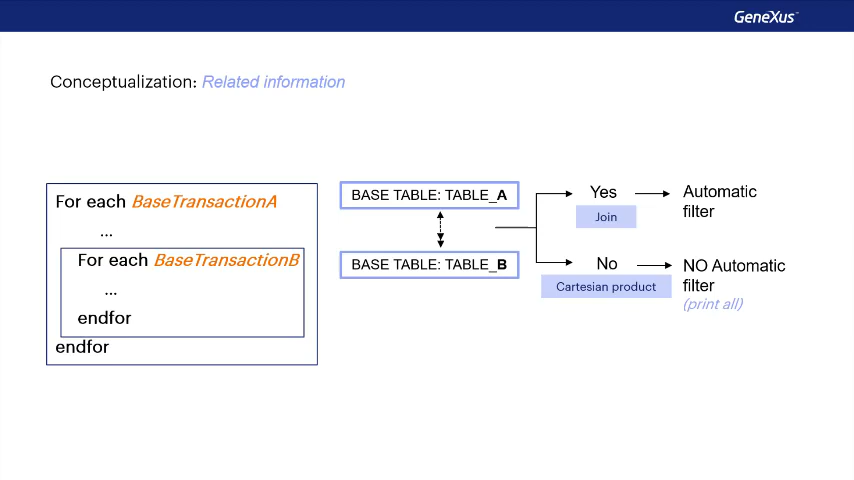 GeneXus™
Conceptualization: Related information
For each BaseTransactionA
...
For each BaseTransactionB
...
endfor
endfor
BASE TABLE: TABLE_A
BASE TABLE: TABLE_B
Yes
Join
Automatic
filter
No
Cartesian product
NO Automatic
filter
(print all)